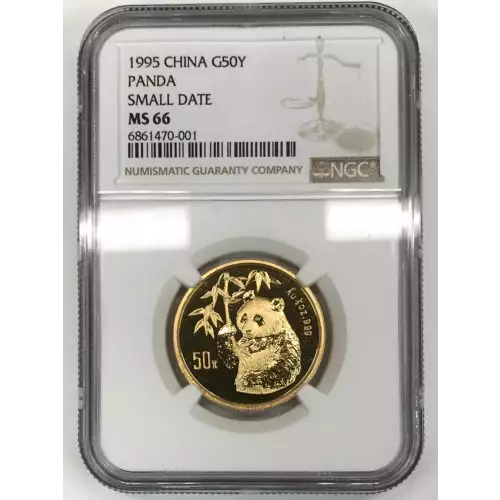 1995 CHINA G50Y
PANDA
SMALL DATE
MS 66
6861470-001
NUMISMATIC GUARANTY COMPANY
NGC
50元